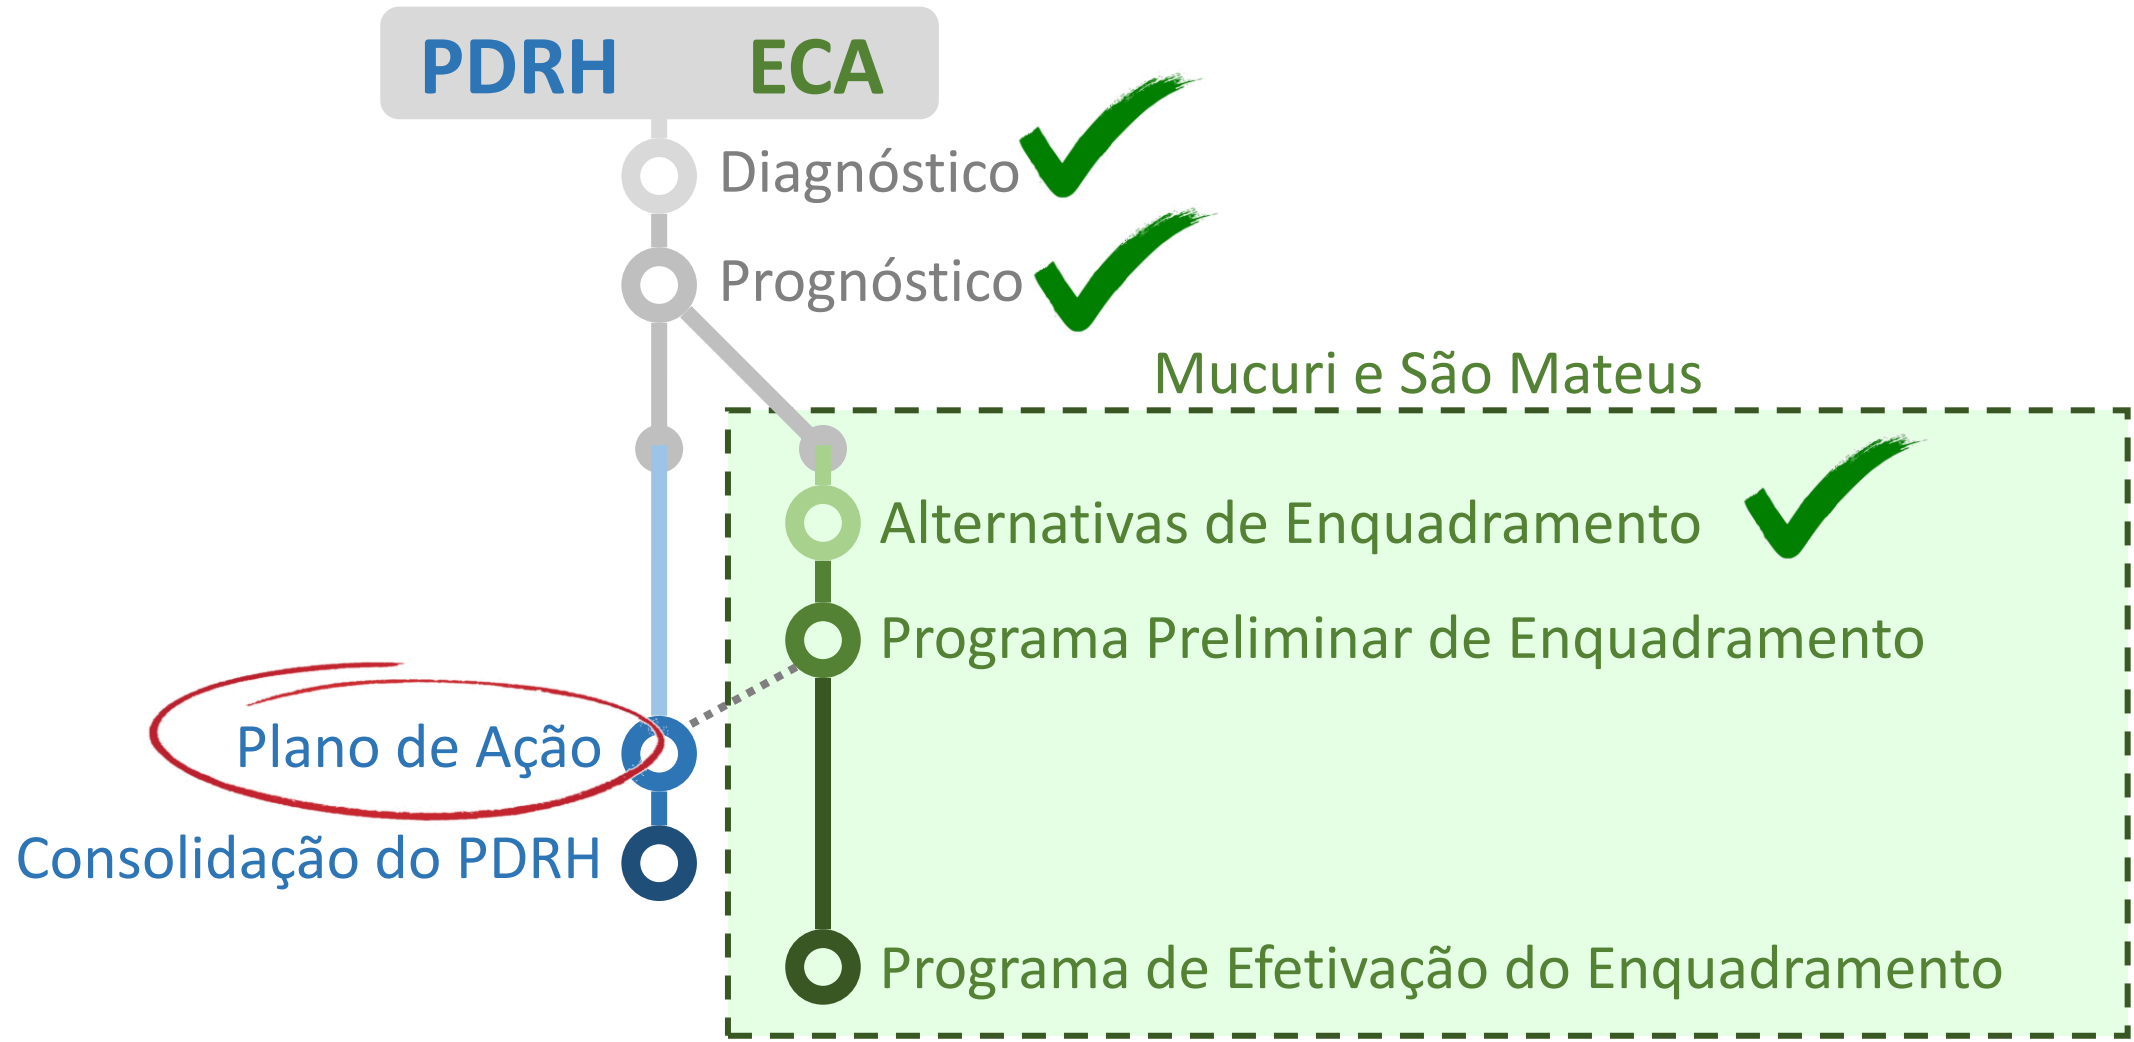 PDRH ECA
Diagnóstico
Prognóstico
Mucuri e São Mateus
Alternativas de Enquadramento
Programa Preliminar de Enquadramento
Plano de Ação
Consolidação do PDRH
Programa de Efetivação do Enquadramento